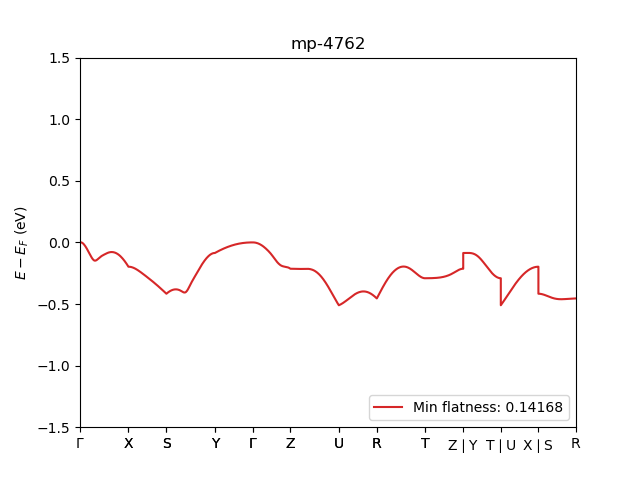 mp-4762
1.5
1.0
0.5
0.0
−0.5
−1.0
−1.5
E − E_F (eV)
Min flatness: 0.14168
Γ X S Y Γ Z U R T Z|Y T|U X|S R